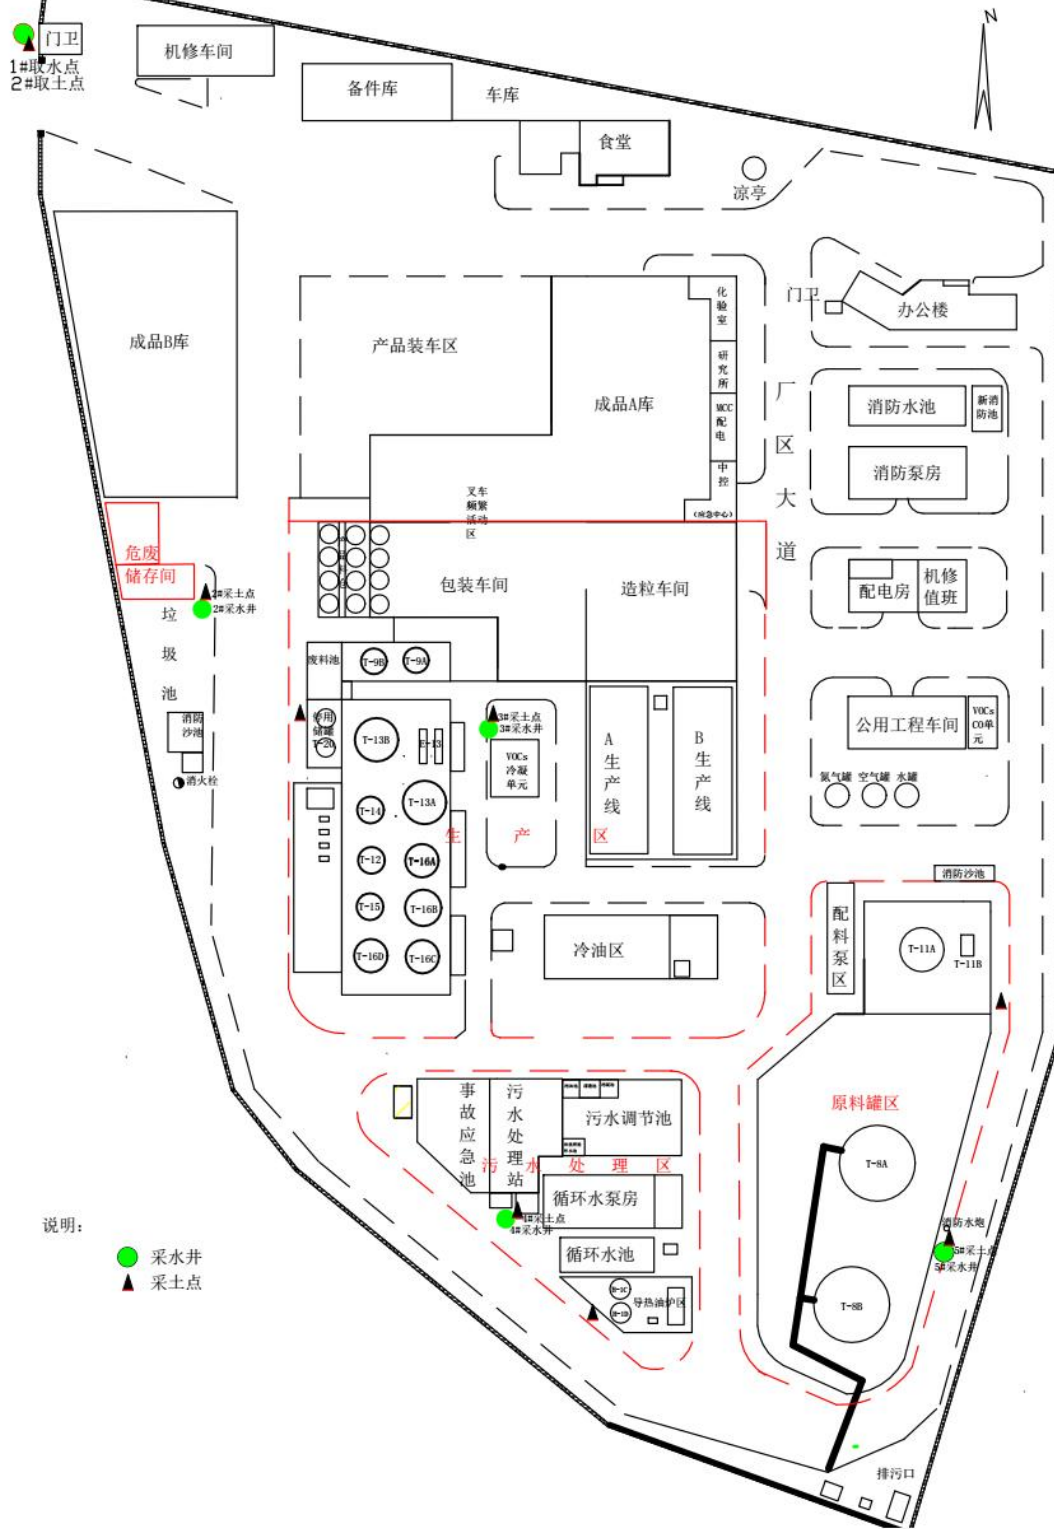 N
门卫
1#取水点
2#取土点
机修车间
备件库
车库
食堂
凉亭
门卫
办公楼
成品B库
产品装车区
成品A库
化验室
研究所
MCC配电
中控
(应急中心)
厂区大道
消防水池
新消防池
消防泵房
叉车频繁活动区
危废
储存间
2#采土点
2#采水井
垃圾池
包装车间
造粒车间
配电房
机修值班
废料池
T-9B
T-9A
消防沙池
消火栓
停用储罐
T-20
T-13B
E-13
3#采土点
3#采水井
VOCs
冷凝
单元
A生产线
B生产线
公用工程车间
VOCs
CO单元
氮气罐
空气罐
水罐
T-14
T-13A
生产区
T-12
T-16A
T-15
T-16B
T-16D
T-16C
冷油区
消防沙池
配料泵区
T-11A
T-11B
事故应急池
污水处理站
污水调节池
污水处理区
原料罐区
T-8A
循环水泵房
4#采土点
4#采水井
循环水池
消防水炮
5#采土点
5#采水井
导热油炉区
T-8B
说明:
采水井
采土点
排污口